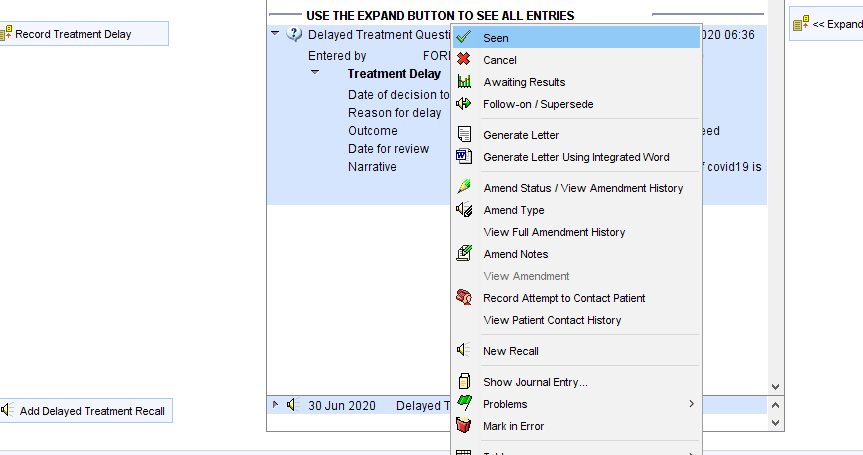 USE THE EXPAND BUTTON TO SEE ALL ENTRIES
Record Treatment Delay
<< Expand
Delayed Treatment Questi
020 06:36
Entered by
Treatment Delay
Date of decision to
Reason for delay
Outcome
eed
Date for review
Narrative
f covid19 is
Seen
Cancel
Awaiting Results
Follow-on / Supersede
Generate Letter
Generate Letter Using Integrated Word
Amend Status / View Amendment History
Amend Type
View Full Amendment History
Amend Notes
View Amendment
Record Attempt to Contact Patient
View Patient Contact History
New Recall
Show Journal Entry...
Problems
Mark in Error
Add Delayed Treatment Recall
30 Jun 2020 Delayed T